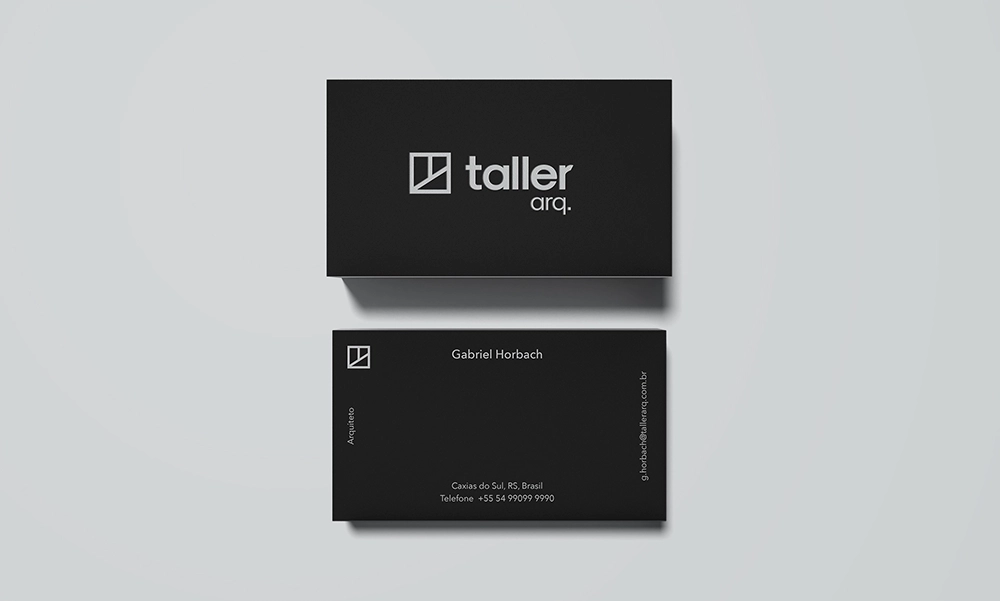 taller
arq.
Gabriel Horbach
Arquiteto
g.horbach@tallerarq.com.br
Caxias do Sul, RS, Brasil
Telefone +55 54 99099 9990